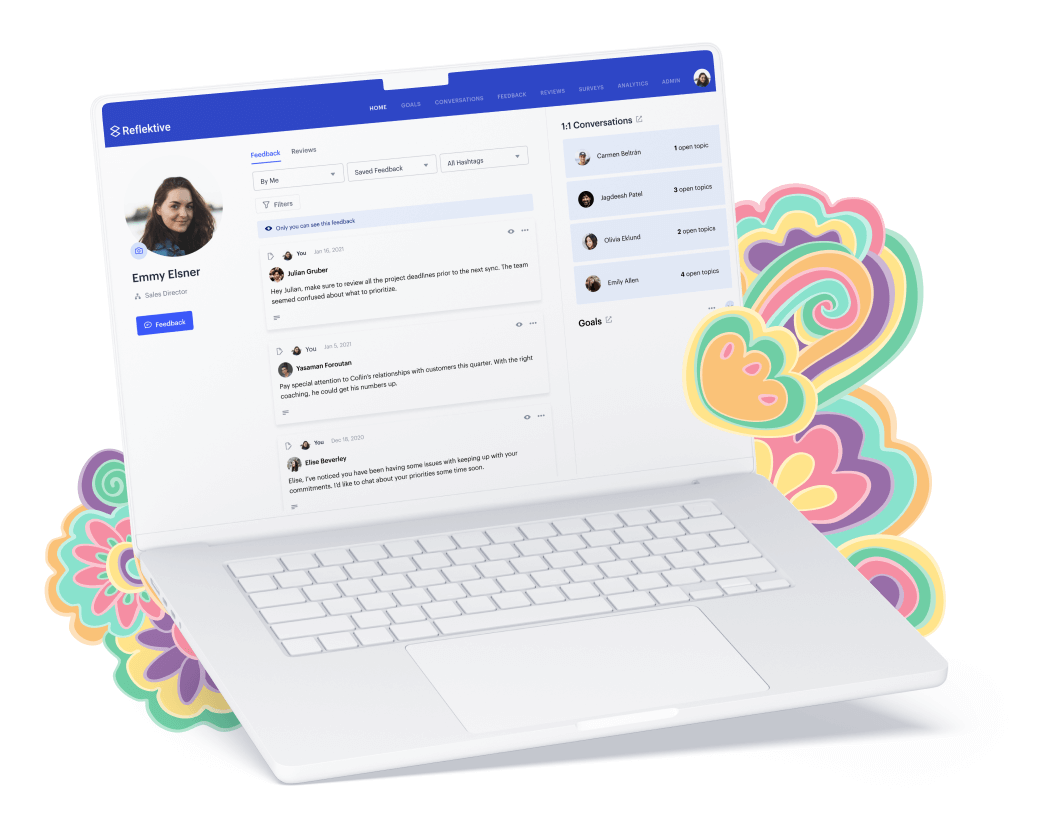 Reflektive
HOME GOALS CONVERSATIONS FEEDBACK REVIEWS SURVEYS ANALYTICS ADMIN
Emmy Elsner
Sales Director
Feedback
Feedback Reviews
By Me Saved Feedback All Hashtags
Filters
Only you can see this feedback
You Jan 16, 2021
Julian Gruber
Hey Julian, make sure to review all the project deadlines prior to the next sync. The team
seemed confused about what to prioritize.
You Jan 5, 2021
Yasaman Foroutan
Pay special attention to Collin's relationships with customers this quarter. With the right
coaching, he could get his numbers up.
You Dec 18, 2020
Elise Beverley
Elise, I've noticed you have been having some issues with keeping up with your
commitments. I'd like to chat about your priorities some time soon.
1:1 Conversations
Carmen Beltrán 1 open topic
Jagdeesh Patel 3 open topics
Olivia Eklund 2 open topics
Emily Allen 4 open topics
Goals